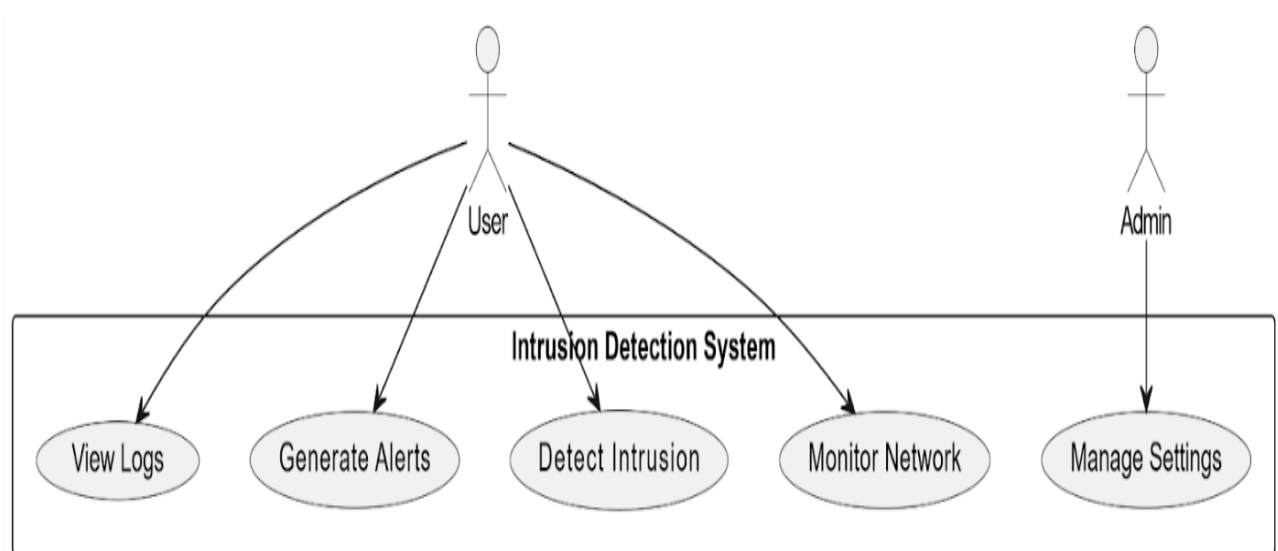 User
Admin
Intrusion Detection System
View Logs
Generate Alerts
Detect Intrusion
Monitor Network
Manage Settings